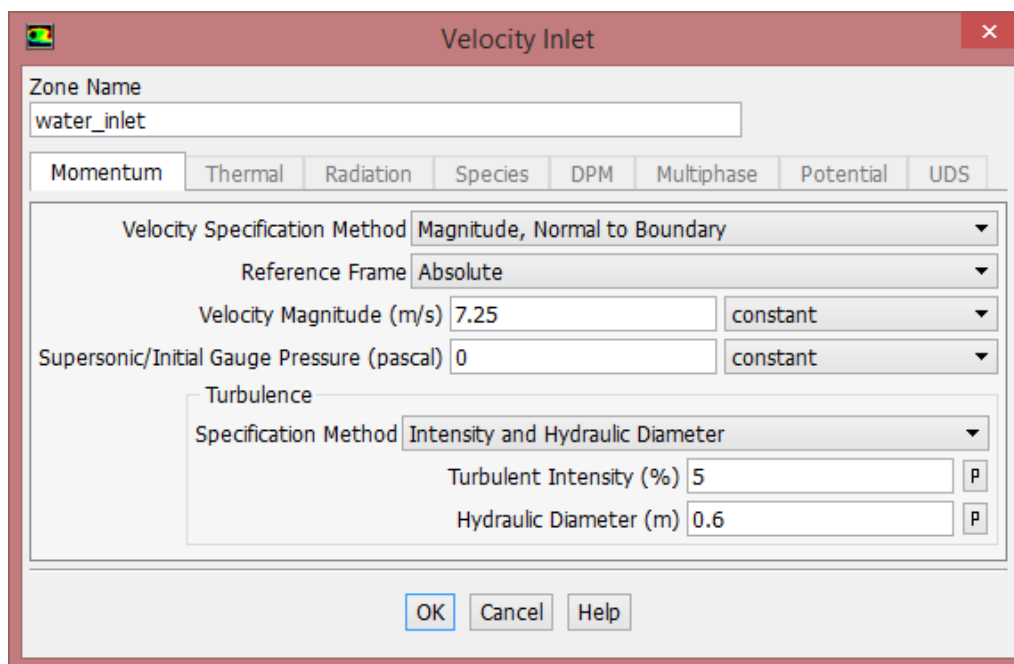 Velocity Inlet
Zone Name
water_inlet
Momentum Thermal Radiation Species DPM Multiphase Potential UDS
Velocity Specification Method Magnitude, Normal to Boundary
Reference Frame Absolute
Velocity Magnitude (m/s) 7.25 constant
Supersonic/Initial Gauge Pressure (pascal) 0 constant
Turbulence
Specification Method Intensity and Hydraulic Diameter
Turbulent Intensity (%) 5 P
Hydraulic Diameter (m) 0.6 P
OK Cancel Help